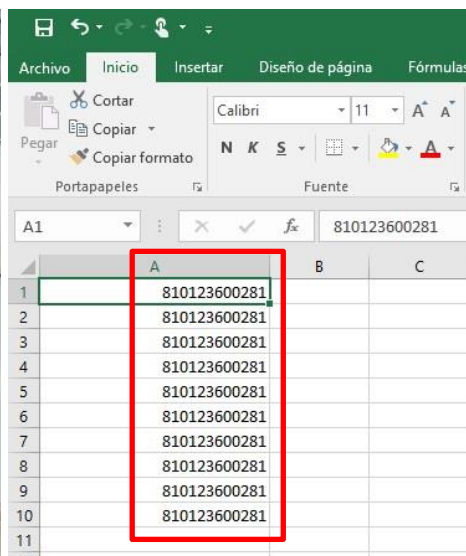 Archivo Inicio Insertar Diseño de página Fórmulas
Cortar
Copiar
Copiar formato
Pegar
Portapapeles
Calibri 11 A A
N K S A
Fuente
A1 fx 810123600281
A B C
1 810123600281
2 810123600281
3 810123600281
4 810123600281
5 810123600281
6 810123600281
7 810123600281
8 810123600281
9 810123600281
10 810123600281
11